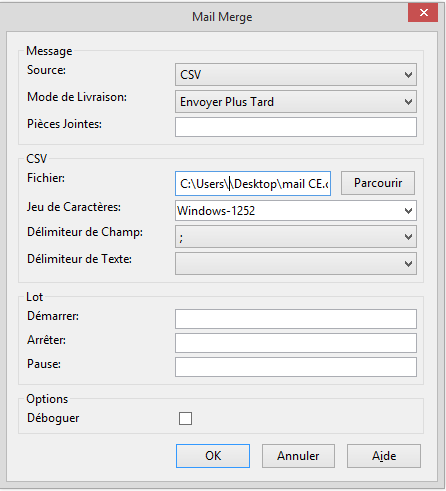 Mail Merge
Message
Source: CSV
Mode de Livraison: Envoyer Plus Tard
Pièces Jointes:
CSV
Fichier: C:\Users\\Desktop\mail CE.c Parcourir
Jeu de Caractères: Windows-1252
Délimiteur de Champ: ;
Délimiteur de Texte:
Lot
Démarrer:
Arrêter:
Pause:
Options
Déboguer
OK Annuler Aide